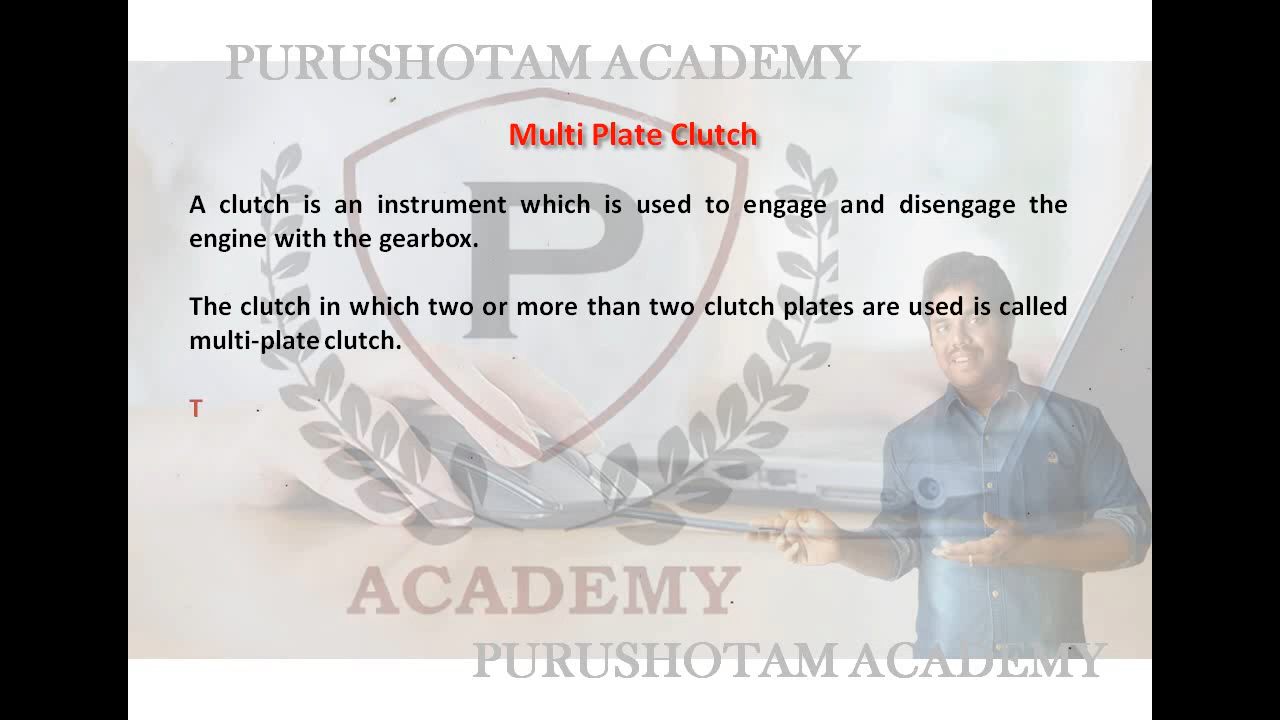 PURUSHOTAM ACADEMY
Multi Plate Clutch
A clutch is an instrument which is used to engage and disengage the
engine with the gearbox.
The clutch in which two or more than two clutch plates are used is called
multi-plate clutch.
T
P
ACADEMY
PURUSHOTAM ACADEMY